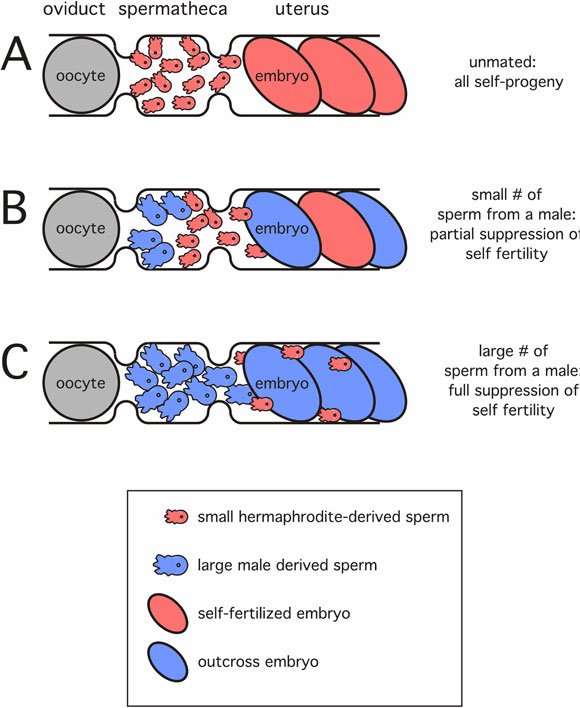 oviduct spermatheca uterus
A
oocyte
embryo
unmated:
all self-progeny
B
oocyte
embryo
small # of
sperm from a male:
partial suppression of
self fertility
C
oocyte
embryo
large # of
sperm from a male:
full suppression of
self fertility
small hermaphrodite-derived sperm
large male derived sperm
self-fertilized embryo
outcross embryo